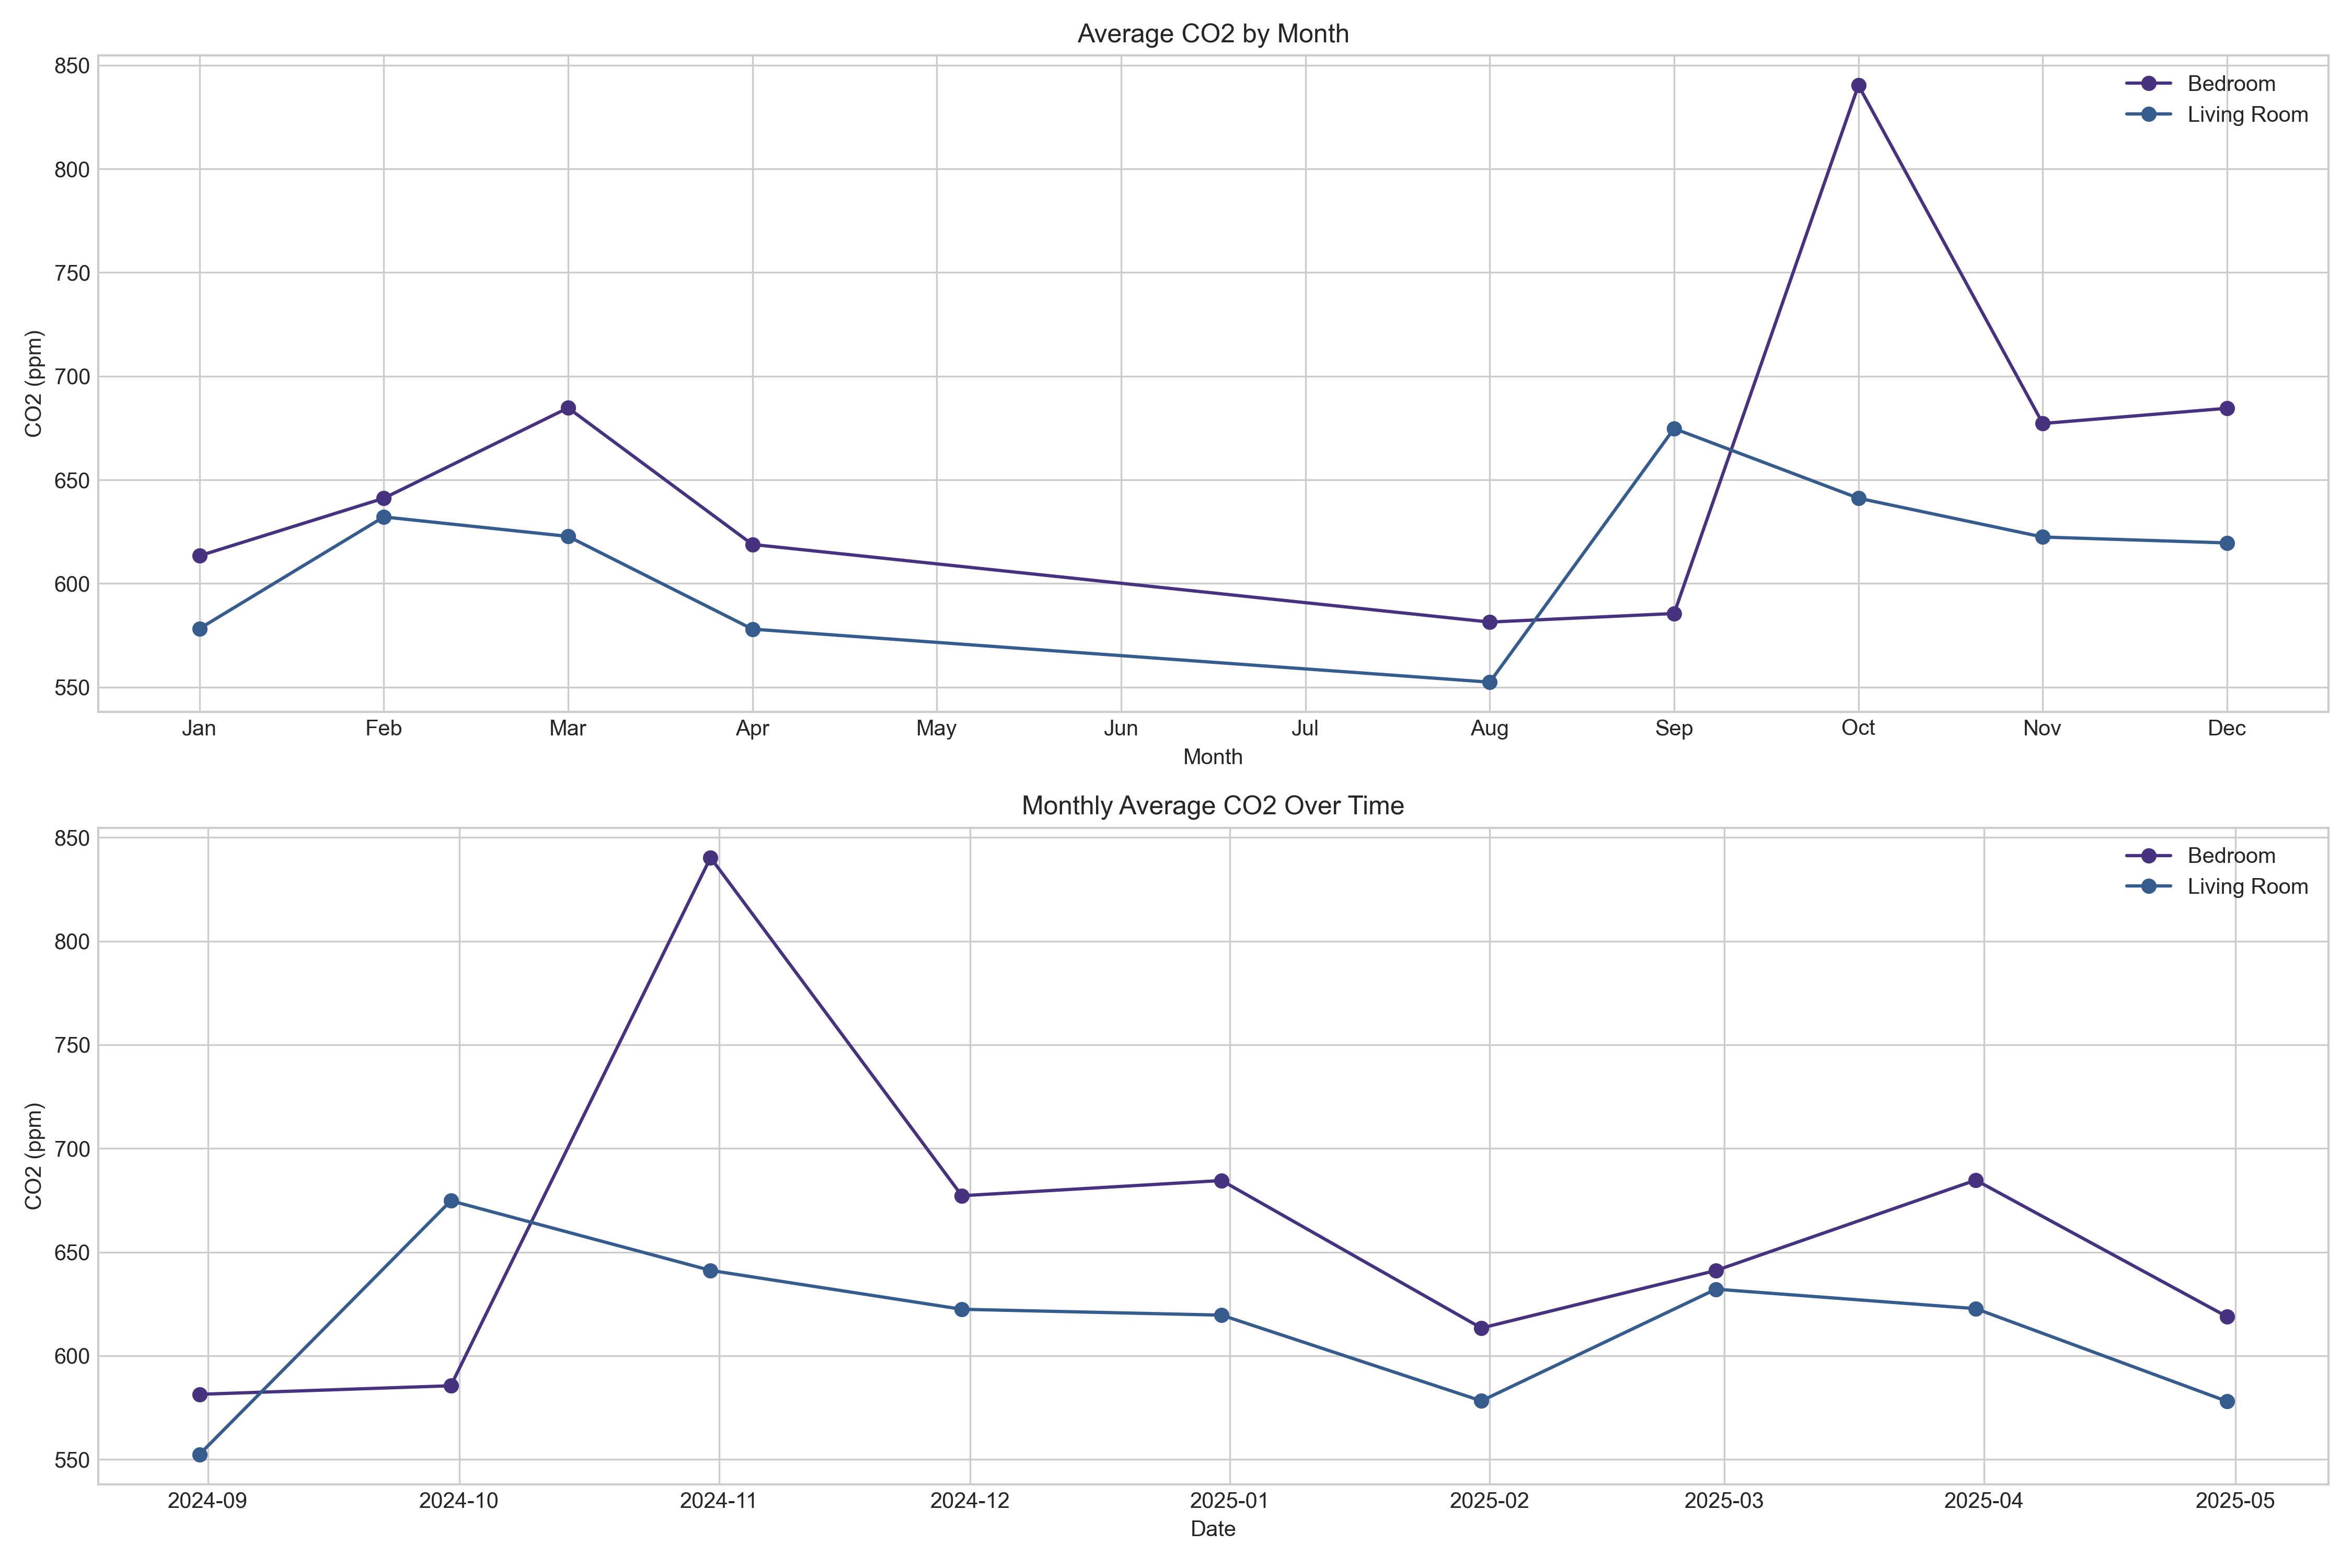 Average CO2 by Month
850
800
750
700
650
600
550
CO2 (ppm)
Bedroom
Living Room
Jan Feb Mar Apr May Jun Jul Aug Sep Oct Nov Dec
Month
Monthly Average CO2 Over Time
850
800
750
700
650
600
550
CO2 (ppm)
Bedroom
Living Room
2024-09 2024-10 2024-11 2024-12 2025-01 2025-02 2025-03 2025-04 2025-05
Date